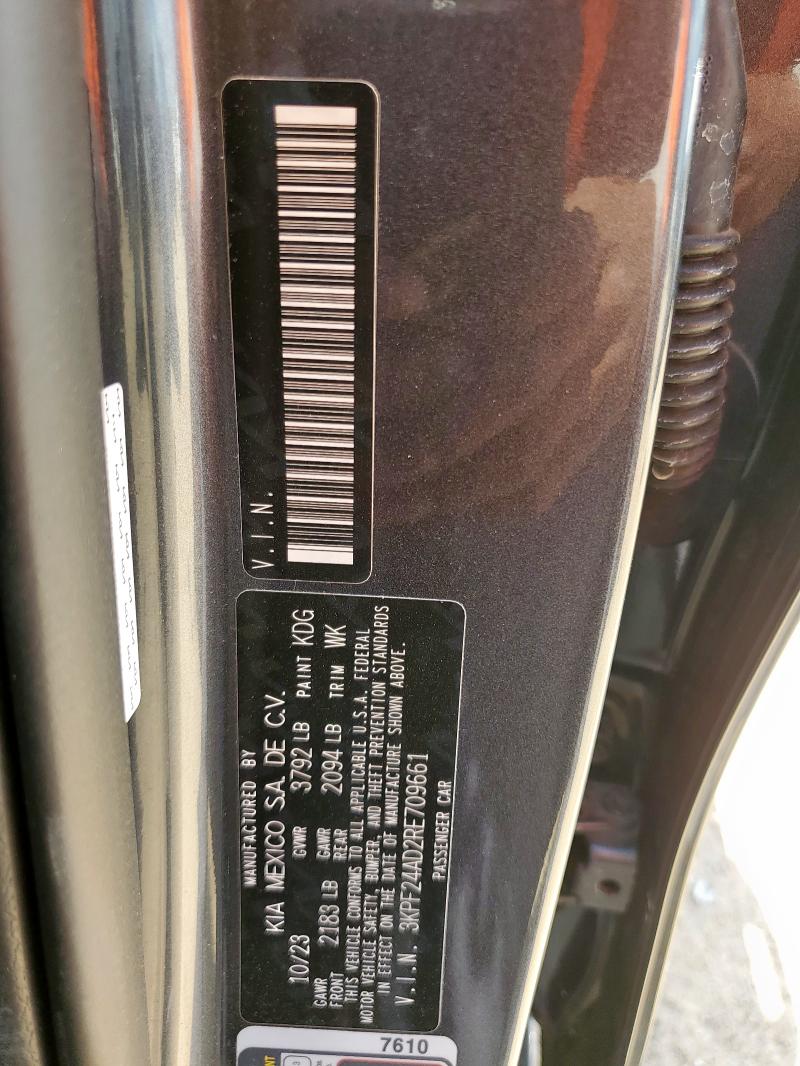 V.I.N.
MANUFACTURED BY
KIA MEXICO S.A. DE C.V.
10/23 GVWR 3792 LB PAINT KDG
GAWR FRONT 2183 LB GAWR REAR 2094 LB TRIM WK
THIS VEHICLE CONFORMS TO ALL APPLICABLE U.S.A. FEDERAL
MOTOR VEHICLE SAFETY, BUMPER, AND THEFT PREVENTION STANDARDS
IN EFFECT ON THE DATE OF MANUFACTURE SHOWN ABOVE.
V.I.N. 3KPF24AD2RE709661
PASSENGER CAR
7610